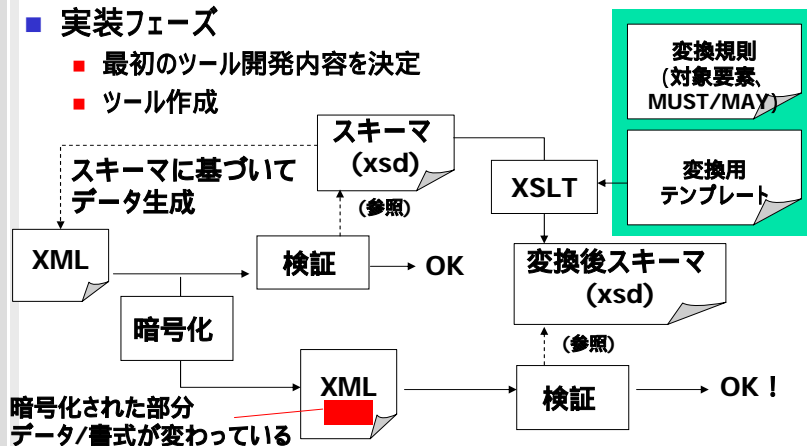 実装フェーズ
最初のツール開発内容を決定
ツール作成
変換規則
(対象要素、
MUST/MAY)
変換用
テンプレート
スキーマ
(xsd)
XSLT
スキーマに基づいて
データ生成
(参照)
XML
検証
OK
変換後スキーマ
(xsd)
暗号化
(参照)
XML
検証
OK！
暗号化された部分
データ/書式が変わっている